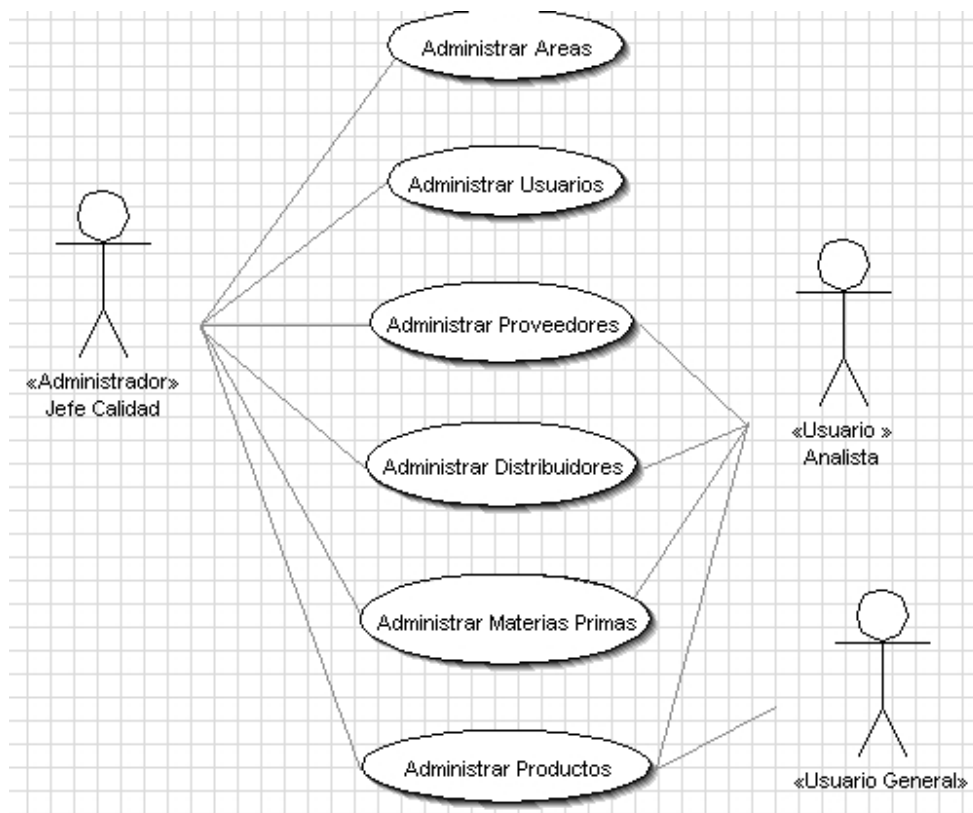 Administrar Areas
Administrar Usuarios
Administrar Proveedores
«Administrador»
Jefe Calidad
«Usuario »
Analista
Administrar Distribuidores
Administrar Materias Primas
Administrar Productos
«Usuario General»